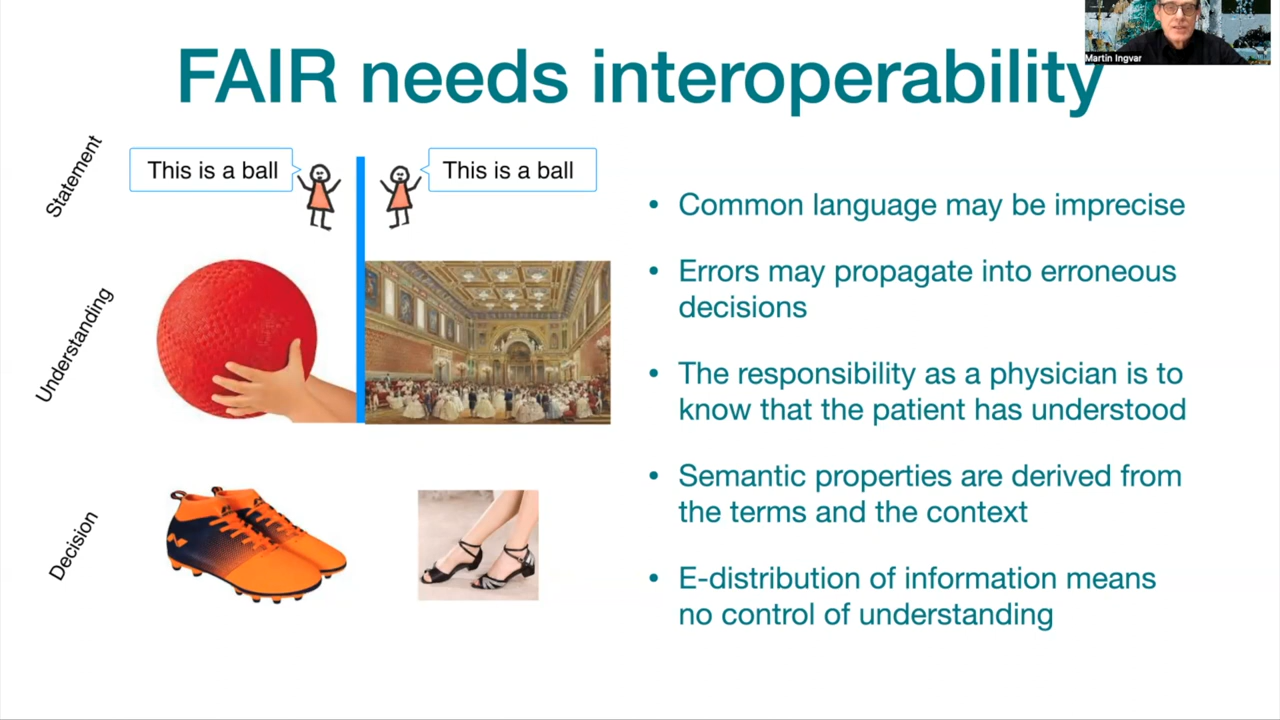 FAIR needs interoperability
Martin Ingvar
Statement
This is a ball
This is a ball
Understanding
Decision
• Common language may be imprecise
• Errors may propagate into erroneous
decisions
• The responsibility as a physician is to
know that the patient has understood
• Semantic properties are derived from
the terms and the context
• E-distribution of information means
no control of understanding